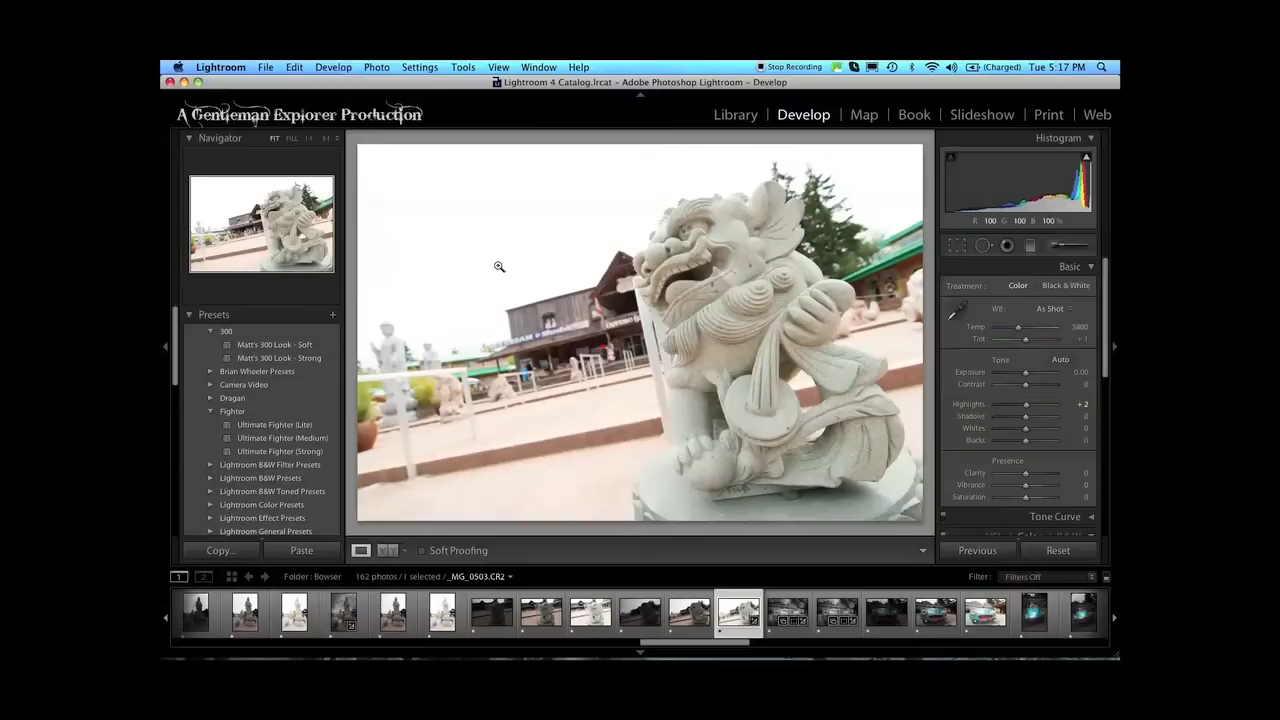 Lightroom File Edit Develop Photo Settings Tools View Window Help Stop Recording (Charged) Tue 5:17 PM
Lightroom 4 Catalog.lrcat - Adobe Photoshop Lightroom - Develop
A Gentleman Explorer Production
Library | Develop | Map | Book | Slideshow | Print | Web
Navigator FIT FILL 1:1 3:1
Histogram
R 100 G 100 B 100 %
Basic
Treatment: Color Black & White
WB: As Shot
Temp 5800
Tint + 1
Tone Auto
Exposure 0.00
Contrast 0
Highlights + 2
Shadows 0
Whites 0
Blacks 0
Presence
Clarity 0
Vibrance 0
Saturation 0
Tone Curve
Presets +
300
Matt's 300 Look - Soft
Matt's 300 Look - Strong
Brian Wheeler Presets
Camera Video
Dragan
Fighter
Ultimate Fighter (Lite)
Ultimate Fighter (Medium)
Ultimate Fighter (Strong)
Lightroom B&W Filter Presets
Lightroom B&W Presets
Lightroom B&W Toned Presets
Lightroom Color Presets
Lightroom Effect Presets
Lightroom General Presets
Copy... Paste
Soft Proofing
Previous Reset
1 2 Folder: Bowser 162 photos / 1 selected / _MG_0503.CR2 Filter: Filters Off